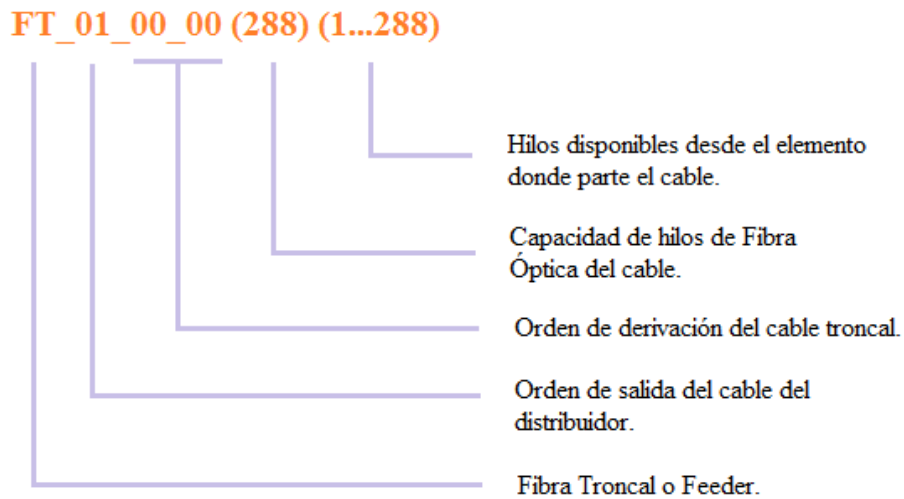 FT_01_00_00 (288) (1...288)
Hilos disponibles desde el elemento
donde parte el cable.
Capacidad de hilos de Fibra
Óptica del cable.
Orden de derivación del cable troncal.
Orden de salida del cable del
distribuidor.
Fibra Troncal o Feeder.